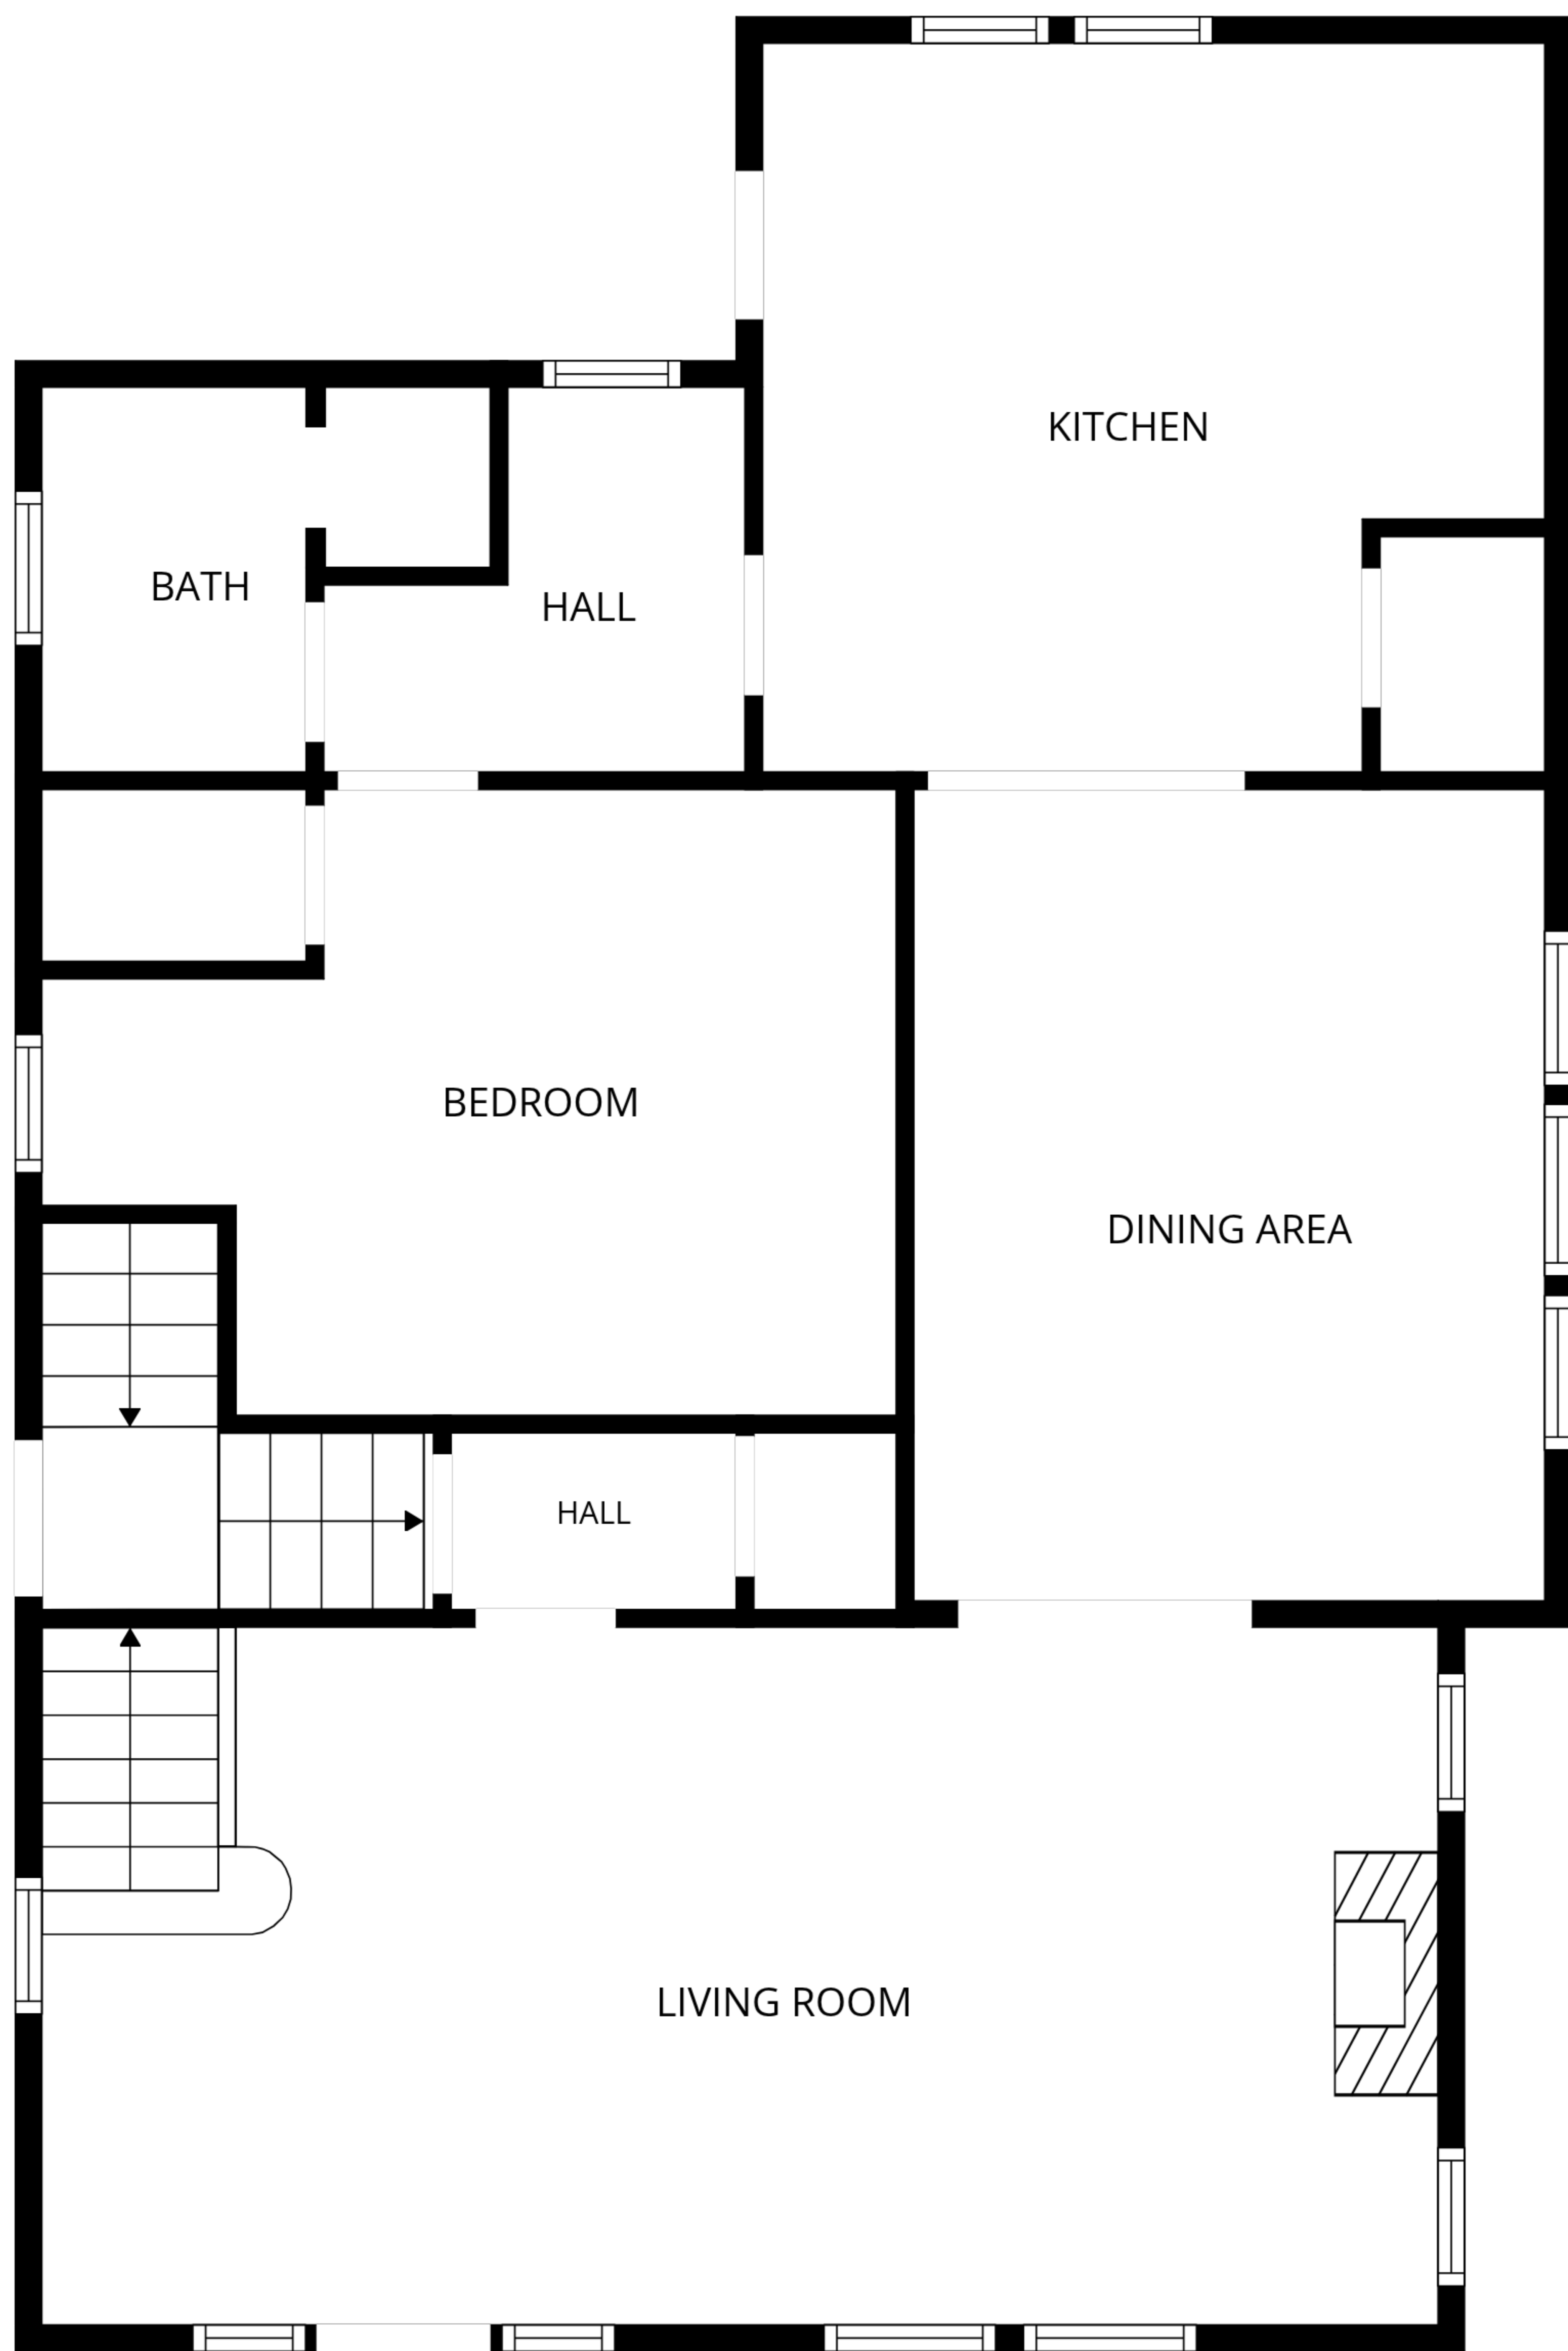 KITCHEN
BATH
HALL
BEDROOM
DINING AREA
HALL
LIVING ROOM